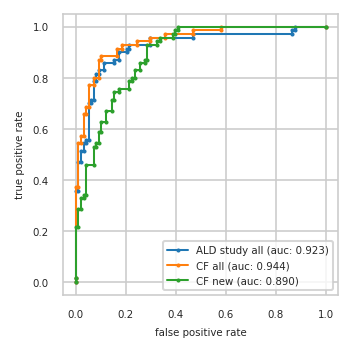 1.0
0.8
0.6
0.4
0.2
0.0
true positive rate
ALD study all (auc: 0.923)
CF all (auc: 0.944)
CF new (auc: 0.890)
0.0 0.2 0.4 0.6 0.8 1.0
false positive rate